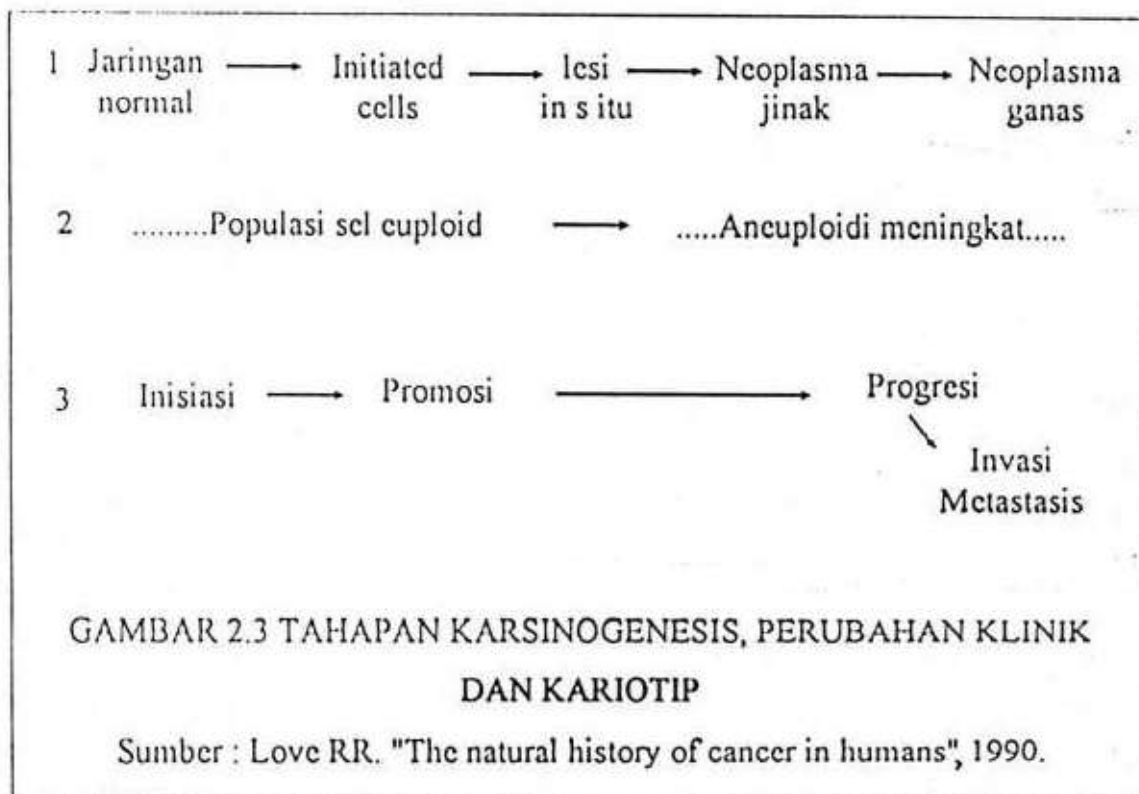 1 Jaringan → Initiated → lesi → Neoplasma → Neoplasma
normal cells in s itu jinak ganas
2 .........Populasi sel euploid → .....Aneuploidi meningkat.....
3 Inisiasi → Promosi → Progresi
Invasi
Metastasis
GAMBAR 2.3 TAHAPAN KARSINOGENESIS, PERUBAHAN KLINIK
DAN KARIOTIP
Sumber : Love RR. "The natural history of cancer in humans", 1990.